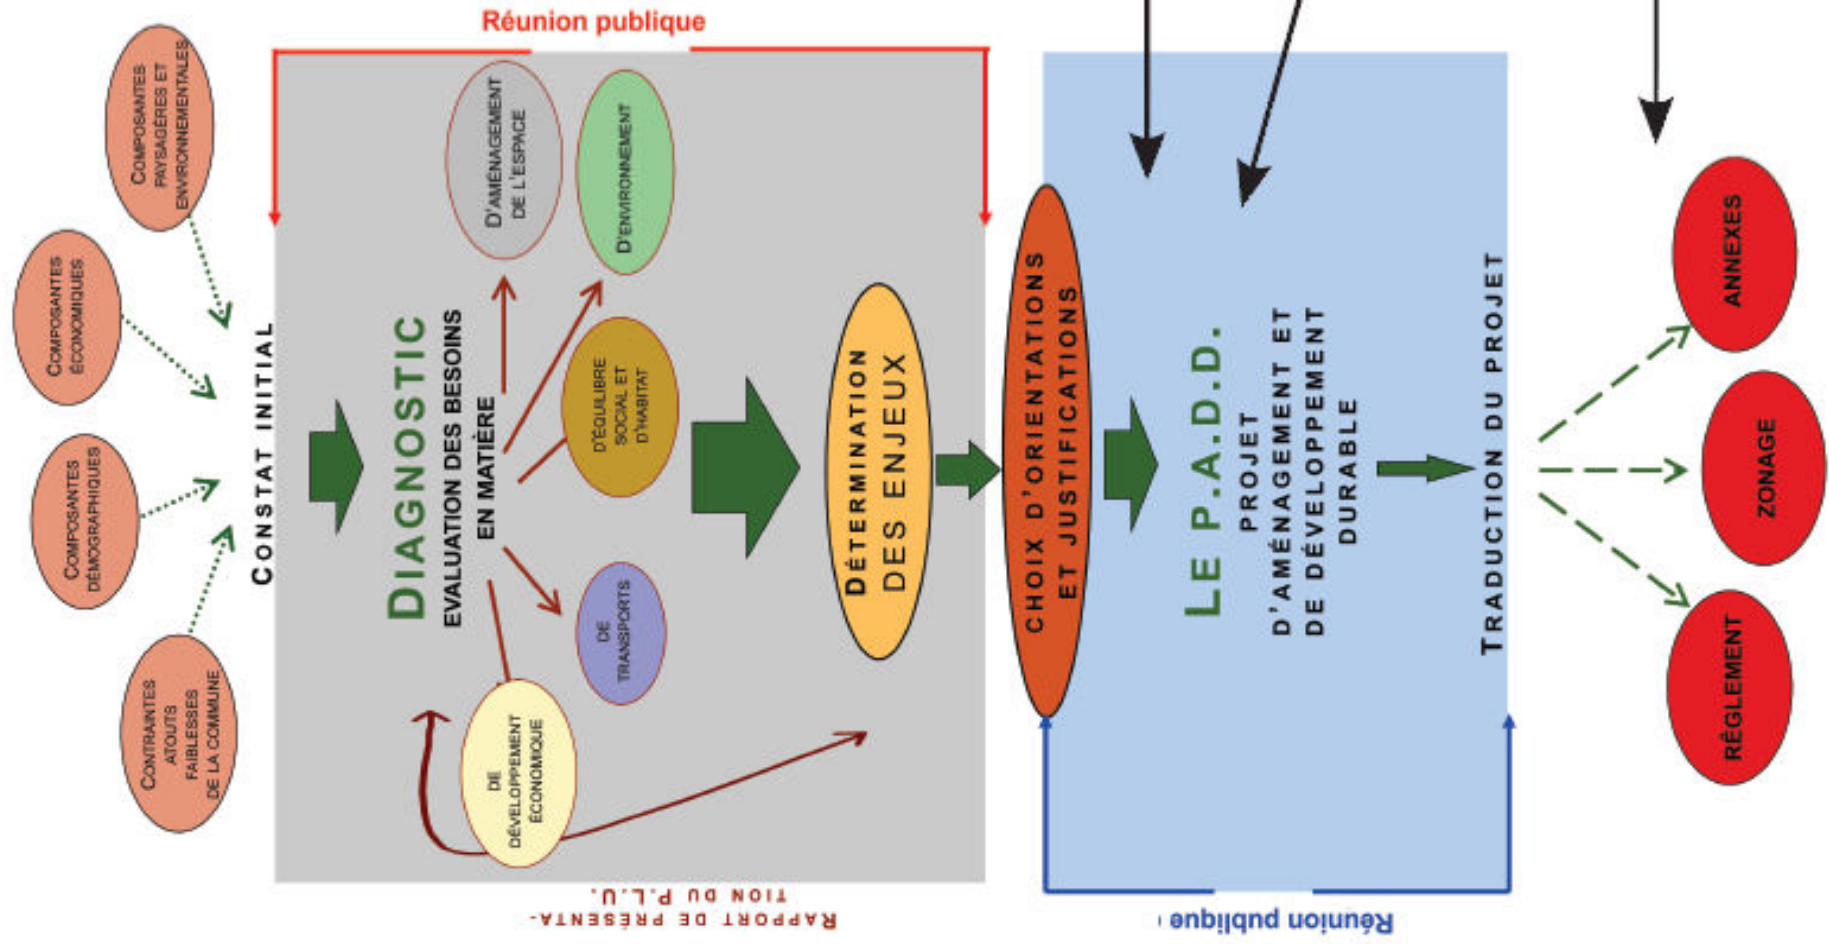 Réunion publique
COMPOSANTES
PAYSAGÈRES ET
ENVIRONNEMENTALES
COMPOSANTES
ÉCONOMIQUES
COMPOSANTES
DÉMOGRAPHIQUES
CONTRAINTES
ATOUTS
FAIBLESSES
DE LA COMMUNE
CONSTAT INITIAL
DIAGNOSTIC
EVALUATION DES BESOINS
EN MATIÈRE
D'AMÉNAGEMENT
DE L'ESPACE
D'ENVIRONNEMENT
D'ÉQUILIBRE
SOCIAL ET
D'HABITAT
DE
TRANSPORTS
DE
DÉVELOPPEMENT
ÉCONOMIQUE
RAPPORT DE PRÉSENTA-
TION DU P.L.U.
DÉTERMINATION
DES ENJEUX
CHOIX D'ORIENTATIONS
ET JUSTIFICATIONS
LE P.A.D.D.
PROJET
D'AMÉNAGEMENT ET
DE DÉVELOPPEMENT
DURABLE
TRADUCTION DU PROJET
Réunion publique
RÈGLEMENT
ZONAGE
ANNEXES